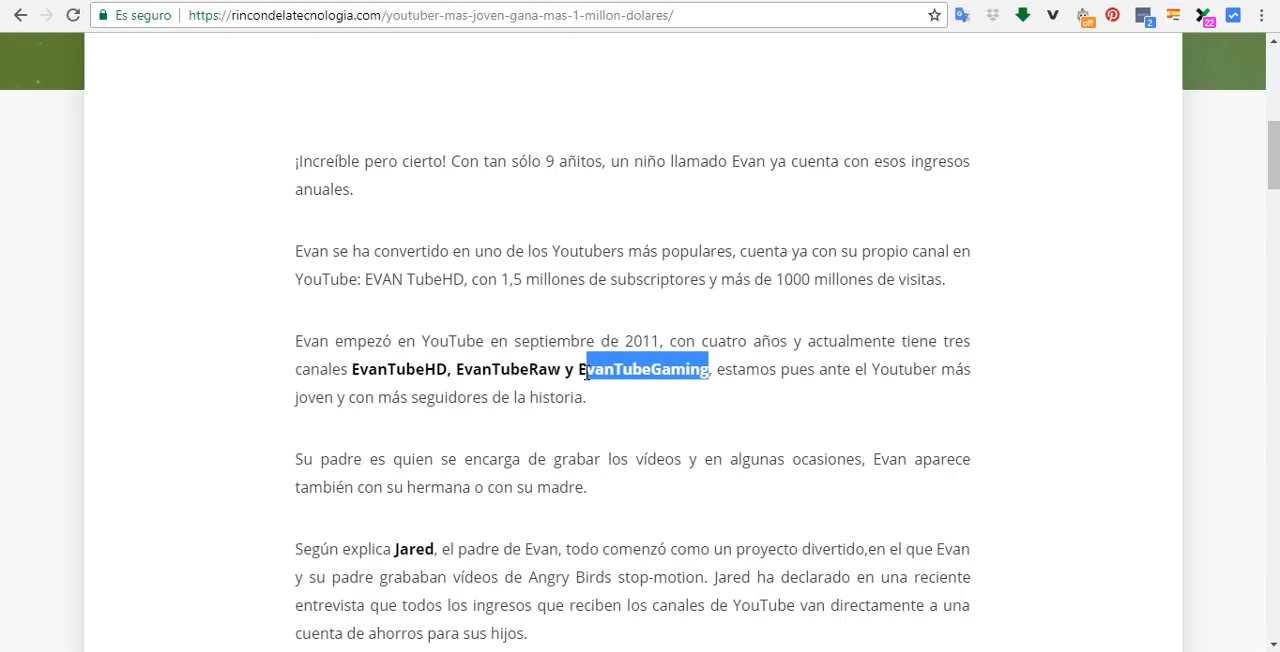 Es seguro | https://rincondelatecnologia.com/youtuber-mas-joven-gana-mas-1-millon-dolares/
off 2 22
¡Increíble pero cierto! Con tan sólo 9 añitos, un niño llamado Evan ya cuenta con esos ingresos
anuales.
Evan se ha convertido en uno de los Youtubers más populares, cuenta ya con su propio canal en
YouTube: EVAN TubeHD, con 1,5 millones de subscriptores y más de 1000 millones de visitas.
Evan empezó en YouTube en septiembre de 2011, con cuatro años y actualmente tiene tres
canales EvanTubeHD, EvanTubeRaw y EvanTubeGaming, estamos pues ante el Youtuber más
joven y con más seguidores de la historia.
Su padre es quien se encarga de grabar los vídeos y en algunas ocasiones, Evan aparece
también con su hermana o con su madre.
Según explica Jared, el padre de Evan, todo comenzó como un proyecto divertido,en el que Evan
y su padre grababan vídeos de Angry Birds stop-motion. Jared ha declarado en una reciente
entrevista que todos los ingresos que reciben los canales de YouTube van directamente a una
cuenta de ahorros para sus hijos.